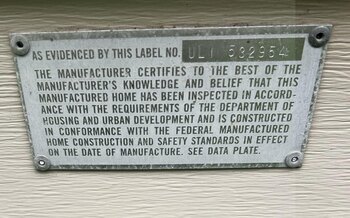 AS EVIDENCED BY THIS LABEL NO. ULI 532954
THE MANUFACTURER CERTIFIES TO THE BEST OF THE
MANUFACTURER'S KNOWLEDGE AND BELIEF THAT THIS
MANUFACTURED HOME HAS BEEN INSPECTED IN ACCORD-
ANCE WITH THE REQUIREMENTS OF THE DEPARTMENT OF
HOUSING AND URBAN DEVELOPMENT AND IS CONSTRUCTED
IN CONFORMANCE WITH THE FEDERAL MANUFACTURED
HOME CONSTRUCTION AND SAFETY STANDARDS IN EFFECT
ON THE DATE OF MANUFACTURE. SEE DATA PLATE.